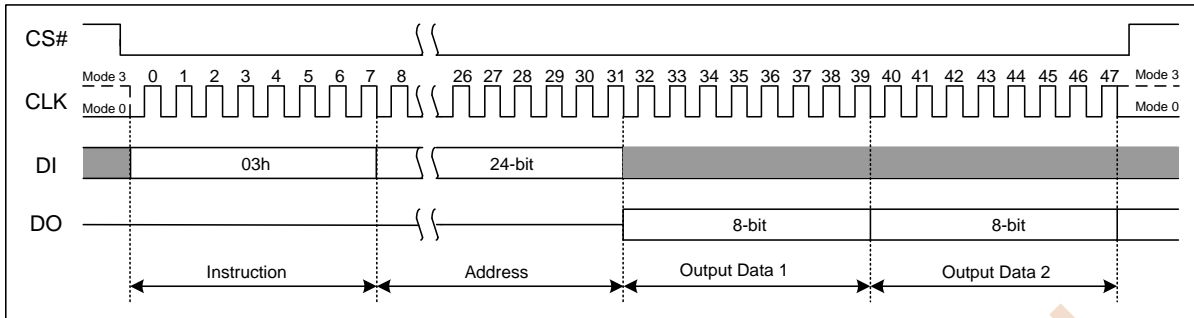 CS#
Mode 3 0 1 2 3 4 5 6 7 8 26 27 28 29 30 31 32 33 34 35 36 37 38 39 40 41 42 43 44 45 46 47 Mode 3
CLK
Mode 0 Mode 0
DI 03h 24-bit
DO 8-bit 8-bit
Instruction Address Output Data 1 Output Data 2